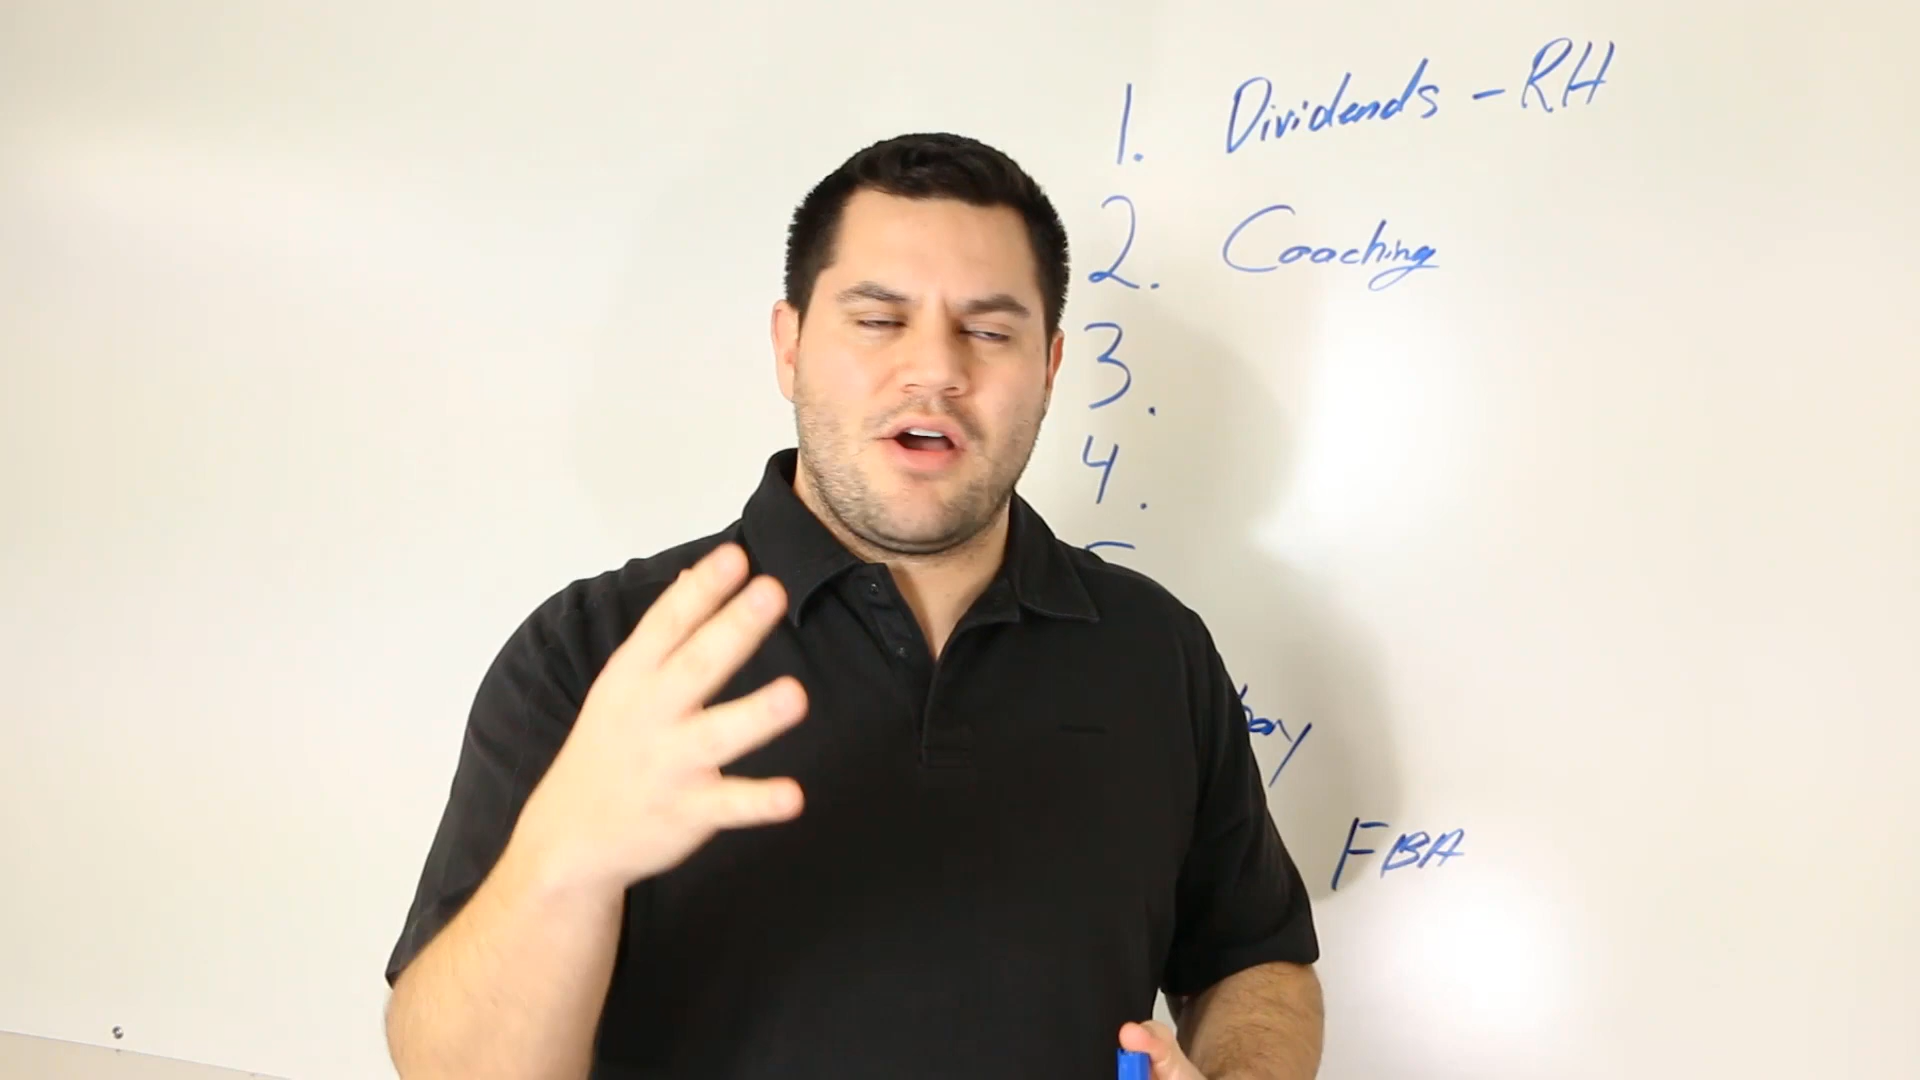 1. Dividends - RH
2. Coaching
3.
4.
FBA